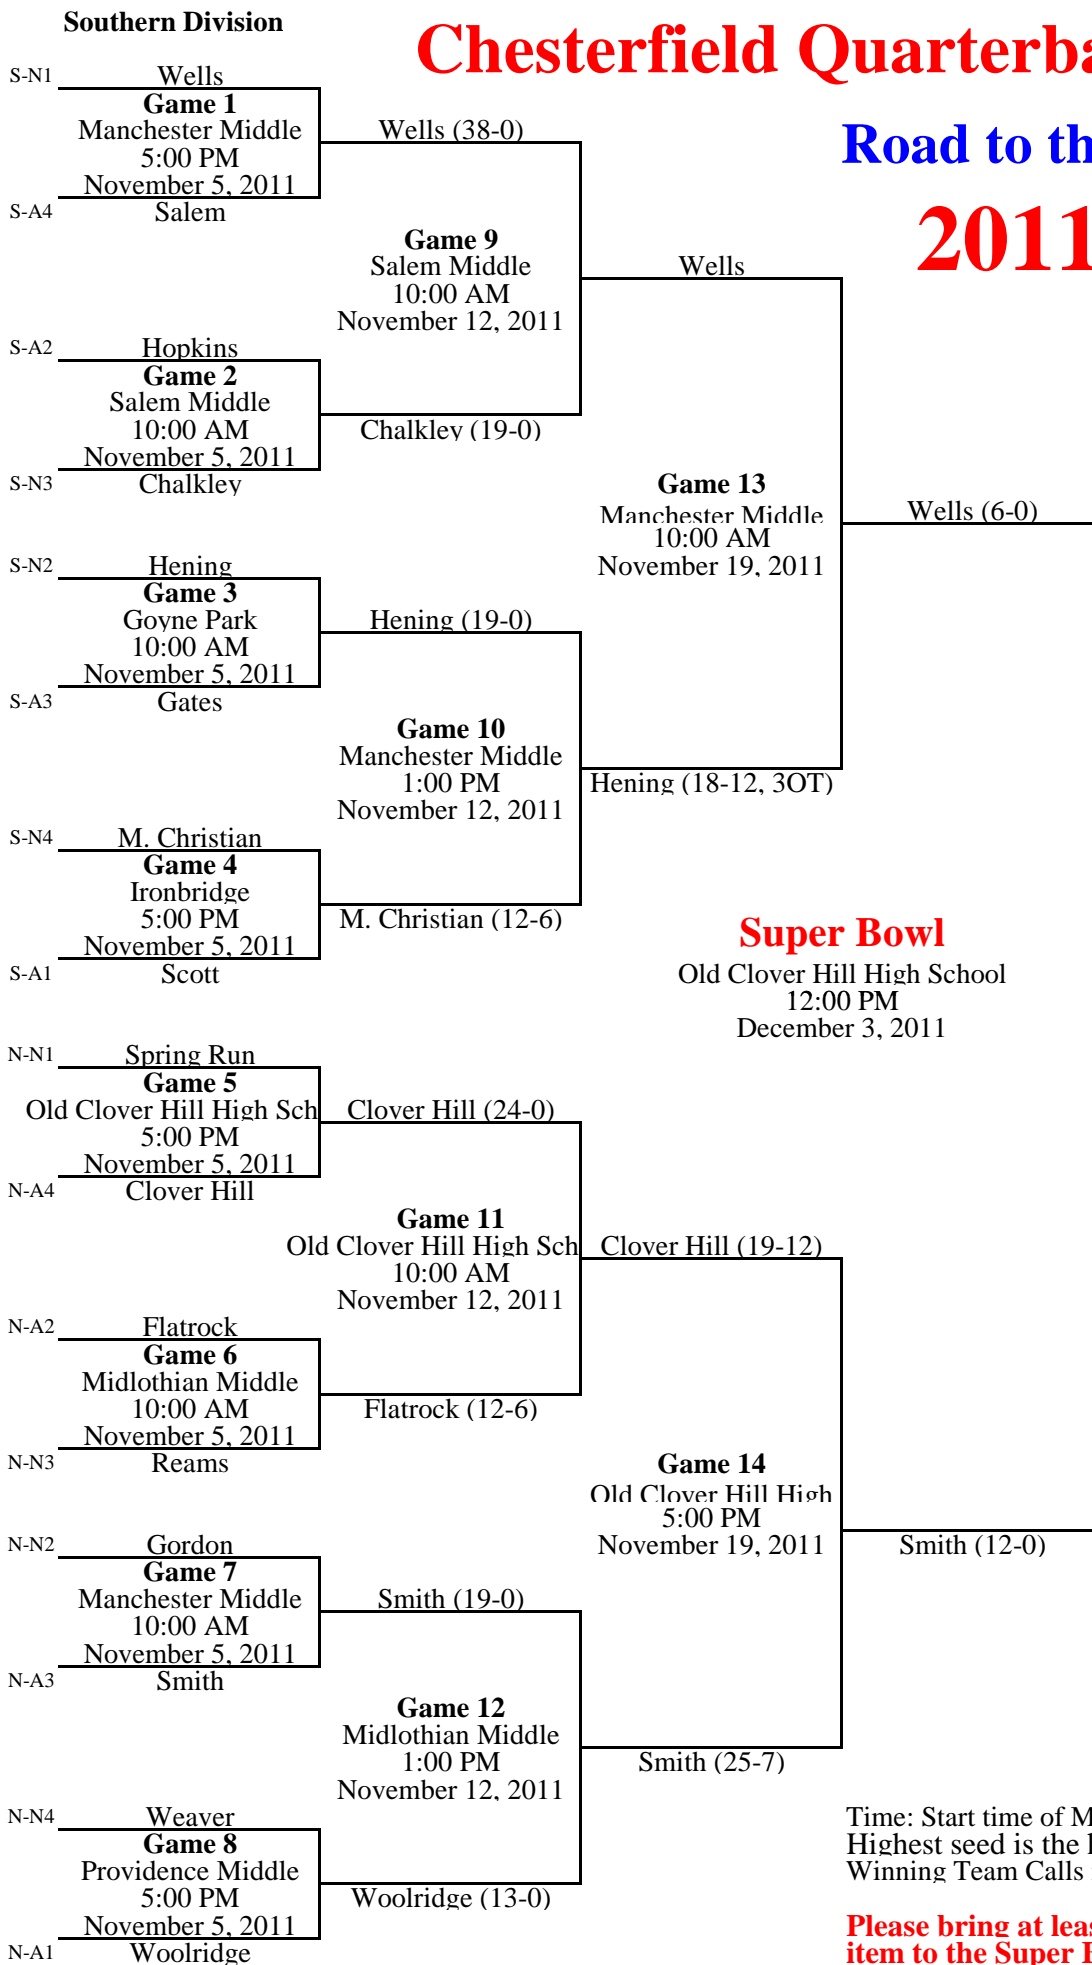 Southern Division
Chesterfield Quarterba
Road to th
2011
S-N1 Wells
Game 1
Manchester Middle
5:00 PM
November 5, 2011
S-A4 Salem
Wells (38-0)
Game 9
Salem Middle
10:00 AM
November 12, 2011
Wells
S-A2 Hopkins
Game 2
Salem Middle
10:00 AM
November 5, 2011
S-N3 Chalkley
Chalkley (19-0)
Game 13
Manchester Middle
10:00 AM
November 19, 2011
Wells (6-0)
S-N2 Hening
Game 3
Goyne Park
10:00 AM
November 5, 2011
S-A3 Gates
Hening (19-0)
Game 10
Manchester Middle
1:00 PM
November 12, 2011
Hening (18-12, 3OT)
S-N4 M. Christian
Game 4
Ironbridge
5:00 PM
November 5, 2011
S-A1 Scott
M. Christian (12-6)
Super Bowl
Old Clover Hill High School
12:00 PM
December 3, 2011
N-N1 Spring Run
Game 5
Old Clover Hill High Sch
5:00 PM
November 5, 2011
N-A4 Clover Hill
Clover Hill (24-0)
Game 11
Old Clover Hill High Sch
10:00 AM
November 12, 2011
Clover Hill (19-12)
N-A2 Flatrock
Game 6
Midlothian Middle
10:00 AM
November 5, 2011
N-N3 Reams
Flatrock (12-6)
Game 14
Old Clover Hill High
5:00 PM
November 19, 2011
Smith (12-0)
N-N2 Gordon
Game 7
Manchester Middle
10:00 AM
November 5, 2011
N-A3 Smith
Smith (19-0)
Game 12
Midlothian Middle
1:00 PM
November 12, 2011
Smith (25-7)
N-N4 Weaver
Game 8
Providence Middle
5:00 PM
November 5, 2011
N-A1 Woolridge
Woolridge (13-0)
Time: Start time of M
Highest seed is the
Winning Team Calls
Please bring at leas
item to the Super